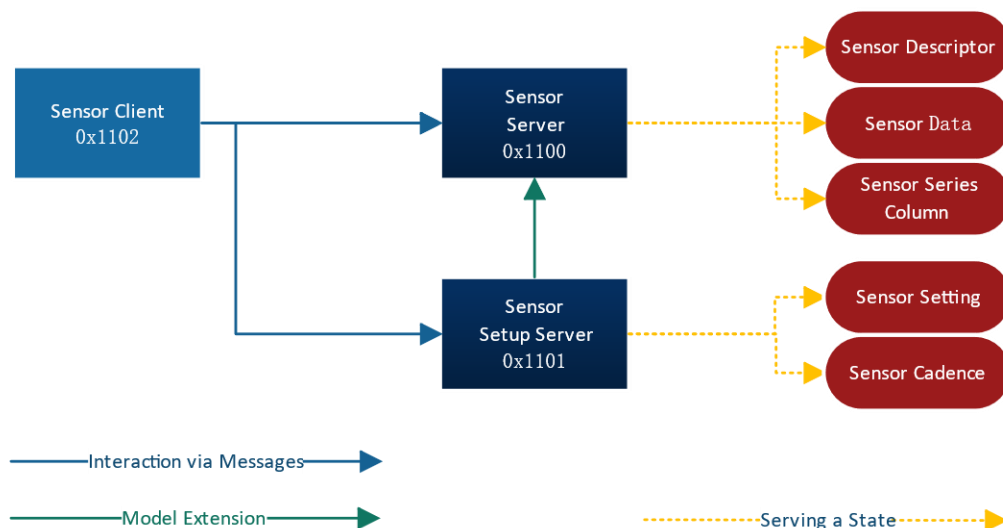 Sensor Descriptor
Sensor Client
0x1102
Sensor
Server
0x1100
Sensor Data
Sensor Series
Column
Sensor
Setup Server
0x1101
Sensor Setting
Sensor Cadence
Interaction via Messages
Model Extension
Serving a State